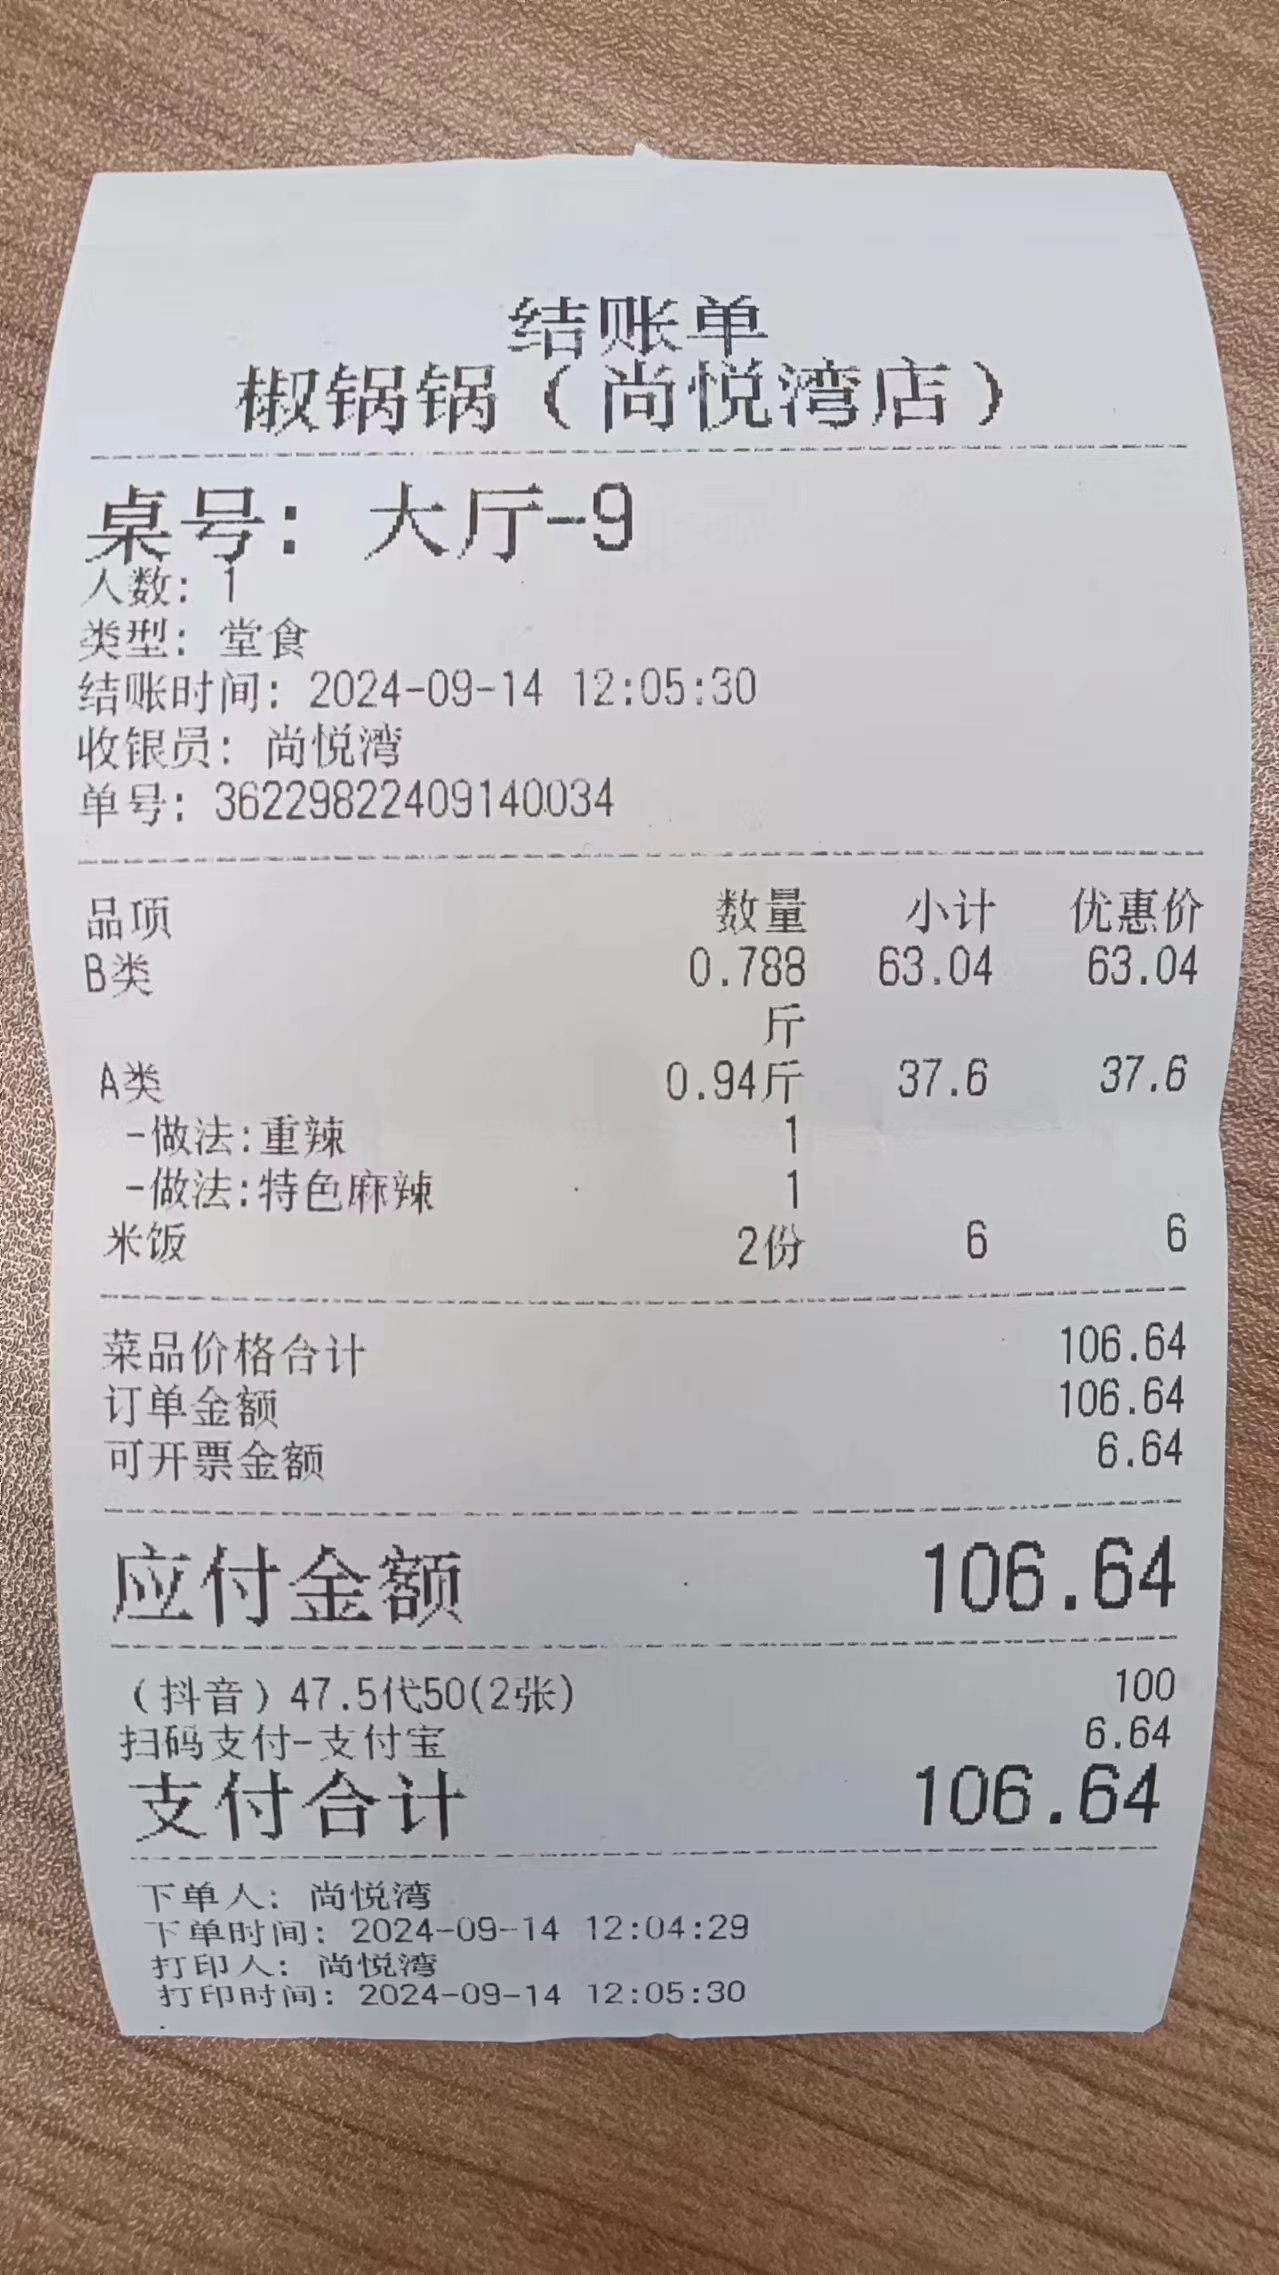 结账单
椒锅锅（尚悦湾店）
桌号: 大厅-9
人数: 1
类型: 堂食
结账时间: 2024-09-14 12:05:30
收银员: 尚悦湾
单号: 36229822409140034
品项 数量 小计 优惠价
B类 0.788 63.04 63.04
斤
A类 0.94斤 37.6 37.6
-做法:重辣 1
-做法:特色麻辣 1
米饭 2份 6 6
菜品价格合计 106.64
订单金额 106.64
可开票金额 6.64
应付金额 106.64
（抖音）47.5代50(2张) 100
扫码支付-支付宝 6.64
支付合计 106.64
下单人: 尚悦湾
下单时间: 2024-09-14 12:04:29
打印人: 尚悦湾
打印时间: 2024-09-14 12:05:30